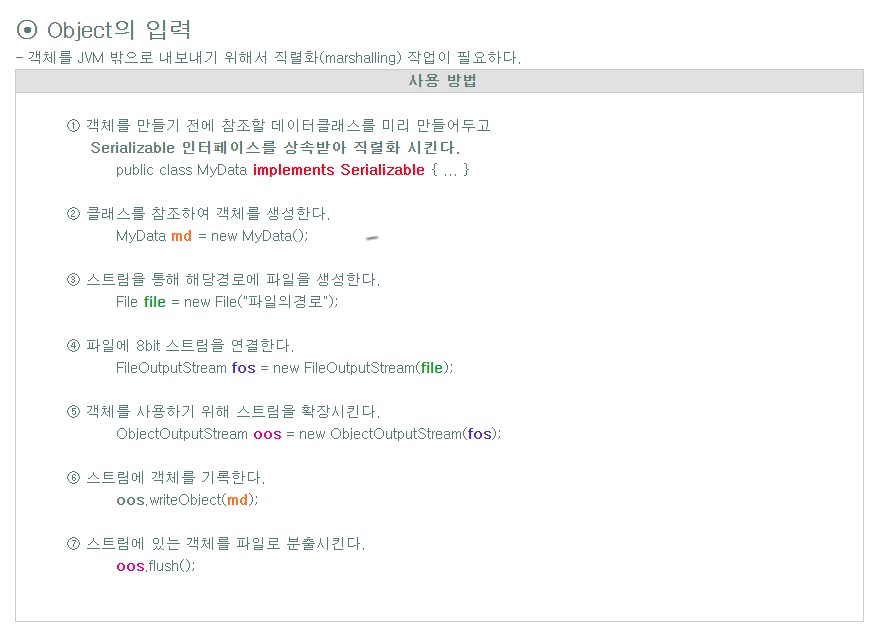 ⊙ Object의 입력
- 객체를 JVM 밖으로 내보내기 위해서 직렬화(marshalling) 작업이 필요하다.
사용 방법
① 객체를 만들기 전에 참조할 데이터클래스를 미리 만들어두고
Serializable 인터페이스를 상속받아 직렬화 시킨다.
public class MyData implements Serializable { ... }
② 클래스를 참조하여 객체를 생성한다.
MyData md = new MyData();
③ 스트림을 통해 해당경로에 파일을 생성한다.
File file = new File("파일의경로");
④ 파일에 8bit 스트림을 연결한다.
FileOutputStream fos = new FileOutputStream(file);
⑤ 객체를 사용하기 위해 스트림을 확장시킨다.
ObjectOutputStream oos = new ObjectOutputStream(fos);
⑥ 스트림에 객체를 기록한다.
oos.writeObject(md);
⑦ 스트림에 있는 객체를 파일로 분출시킨다.
oos.flush();